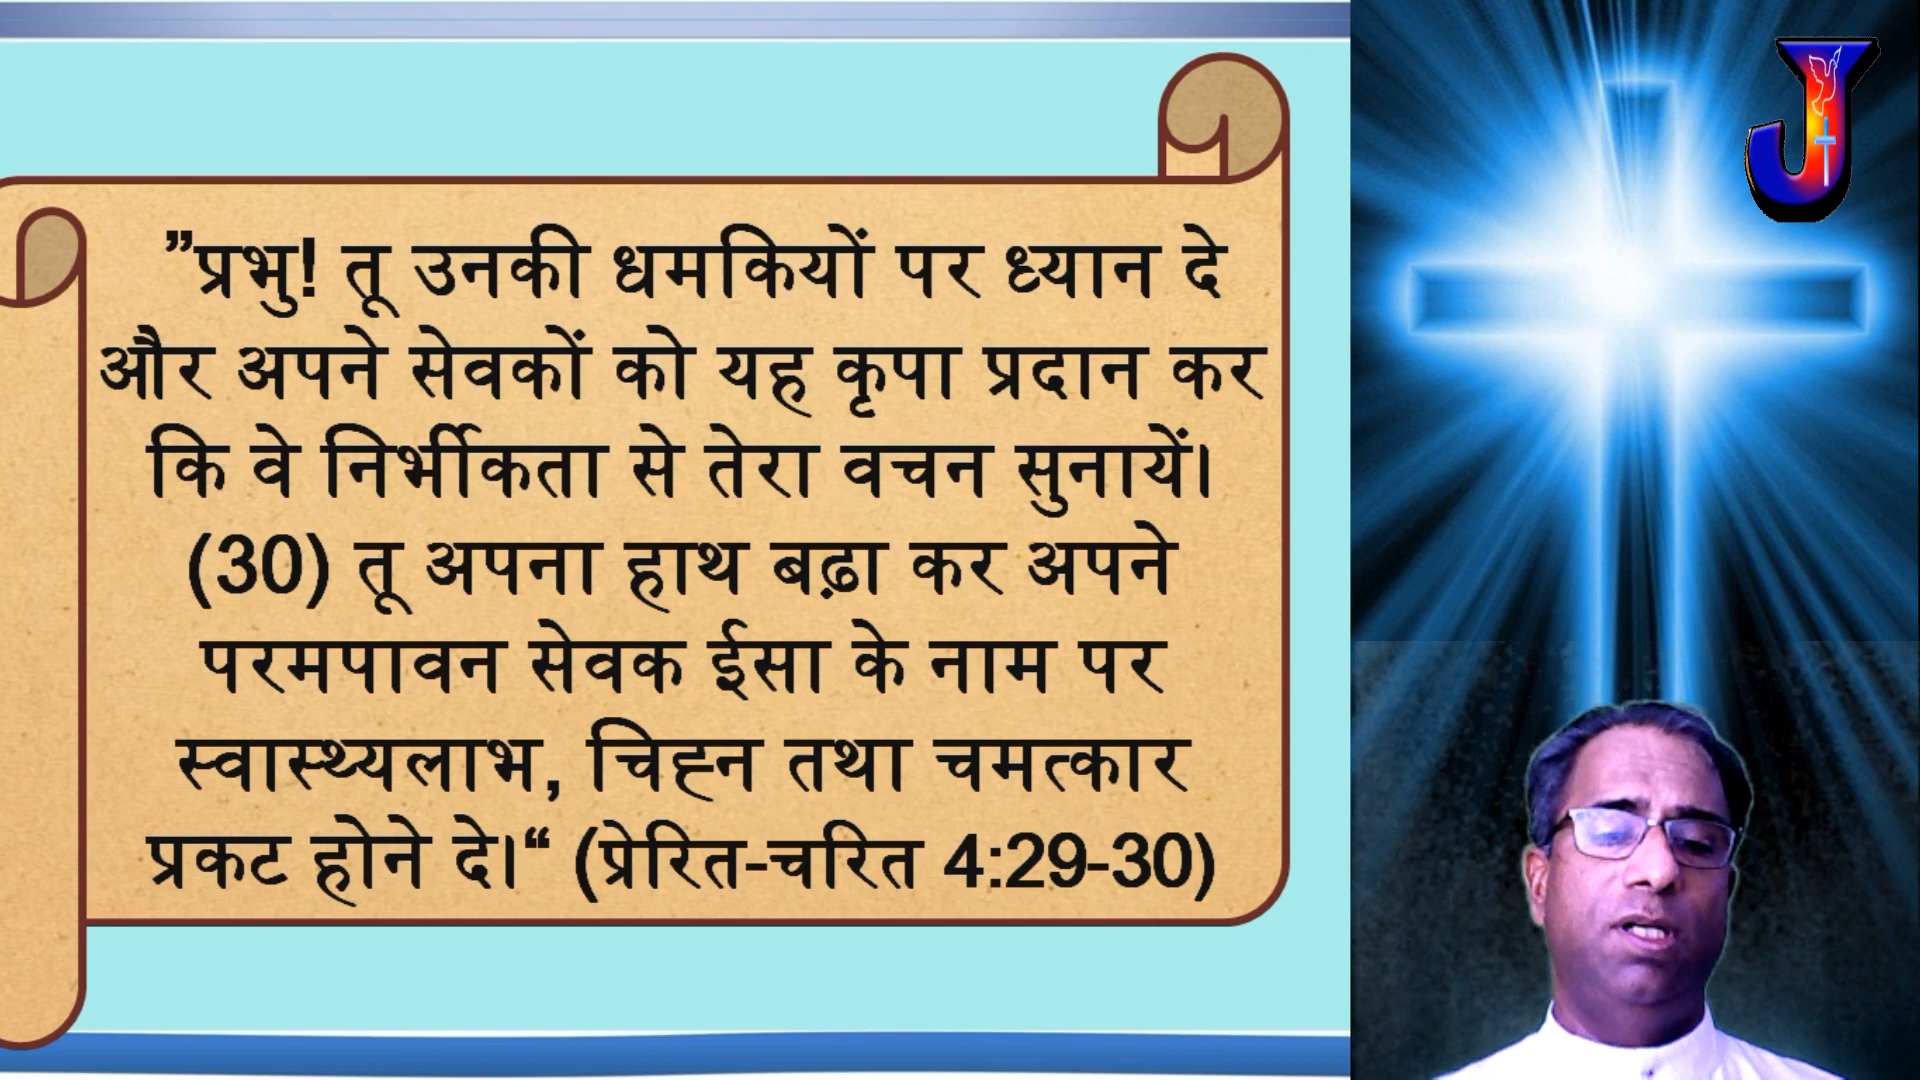 ”प्रभु! तू उनकी धमकियों पर ध्यान दे
और अपने सेवकों को यह कृपा प्रदान कर
कि वे निर्भीकता से तेरा वचन सुनायें।
(30) तू अपना हाथ बढ़ा कर अपने
परमपावन सेवक ईसा के नाम पर
स्वास्थ्यलाभ, चिह्न तथा चमत्कार
प्रकट होने दे।“ (प्रेरित-चरित 4:29-30)
J